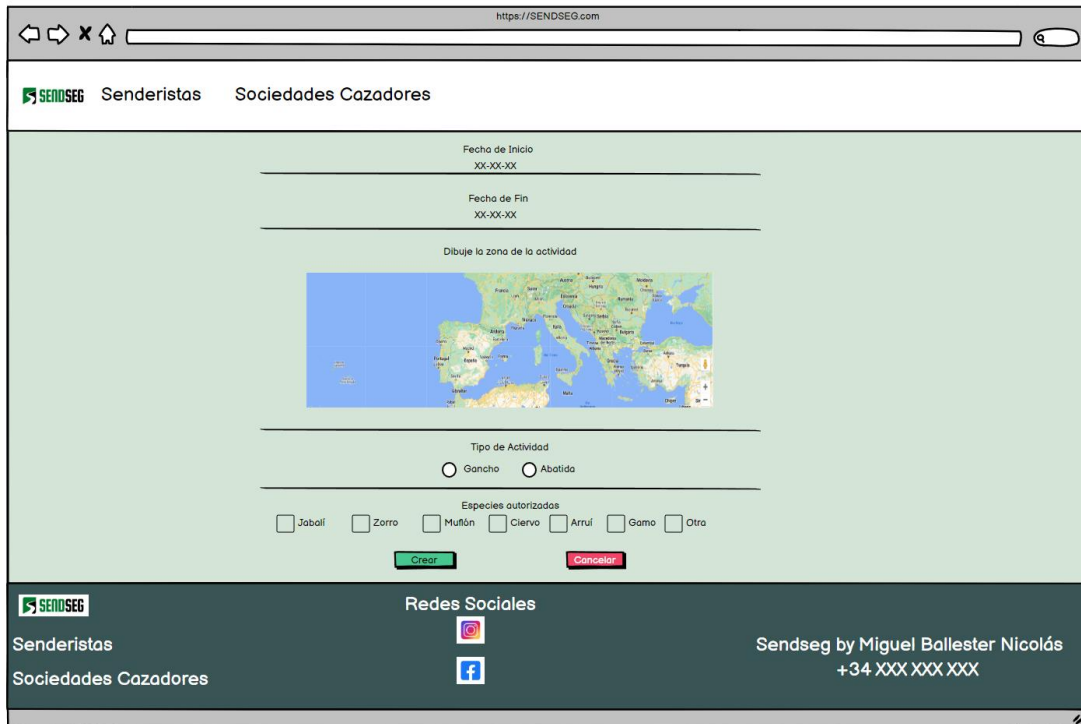 https://SENDSEG.com
SENDSEG Senderistas Sociedades Cazadores
Fecha de Inicio
XX-XX-XX
Fecha de Fin
XX-XX-XX
Dibuje la zona de la actividad
Tipo de Actividad
Gancho Abatida
Especies autorizadas
Jabalí Zorro Muflón Ciervo Arruí Gamo Otra
Crear Cancelar
SENDSEG
Senderistas
Sociedades Cazadores
Redes Sociales
Sendseg by Miguel Ballester Nicolás
+34 XXX XXX XXX